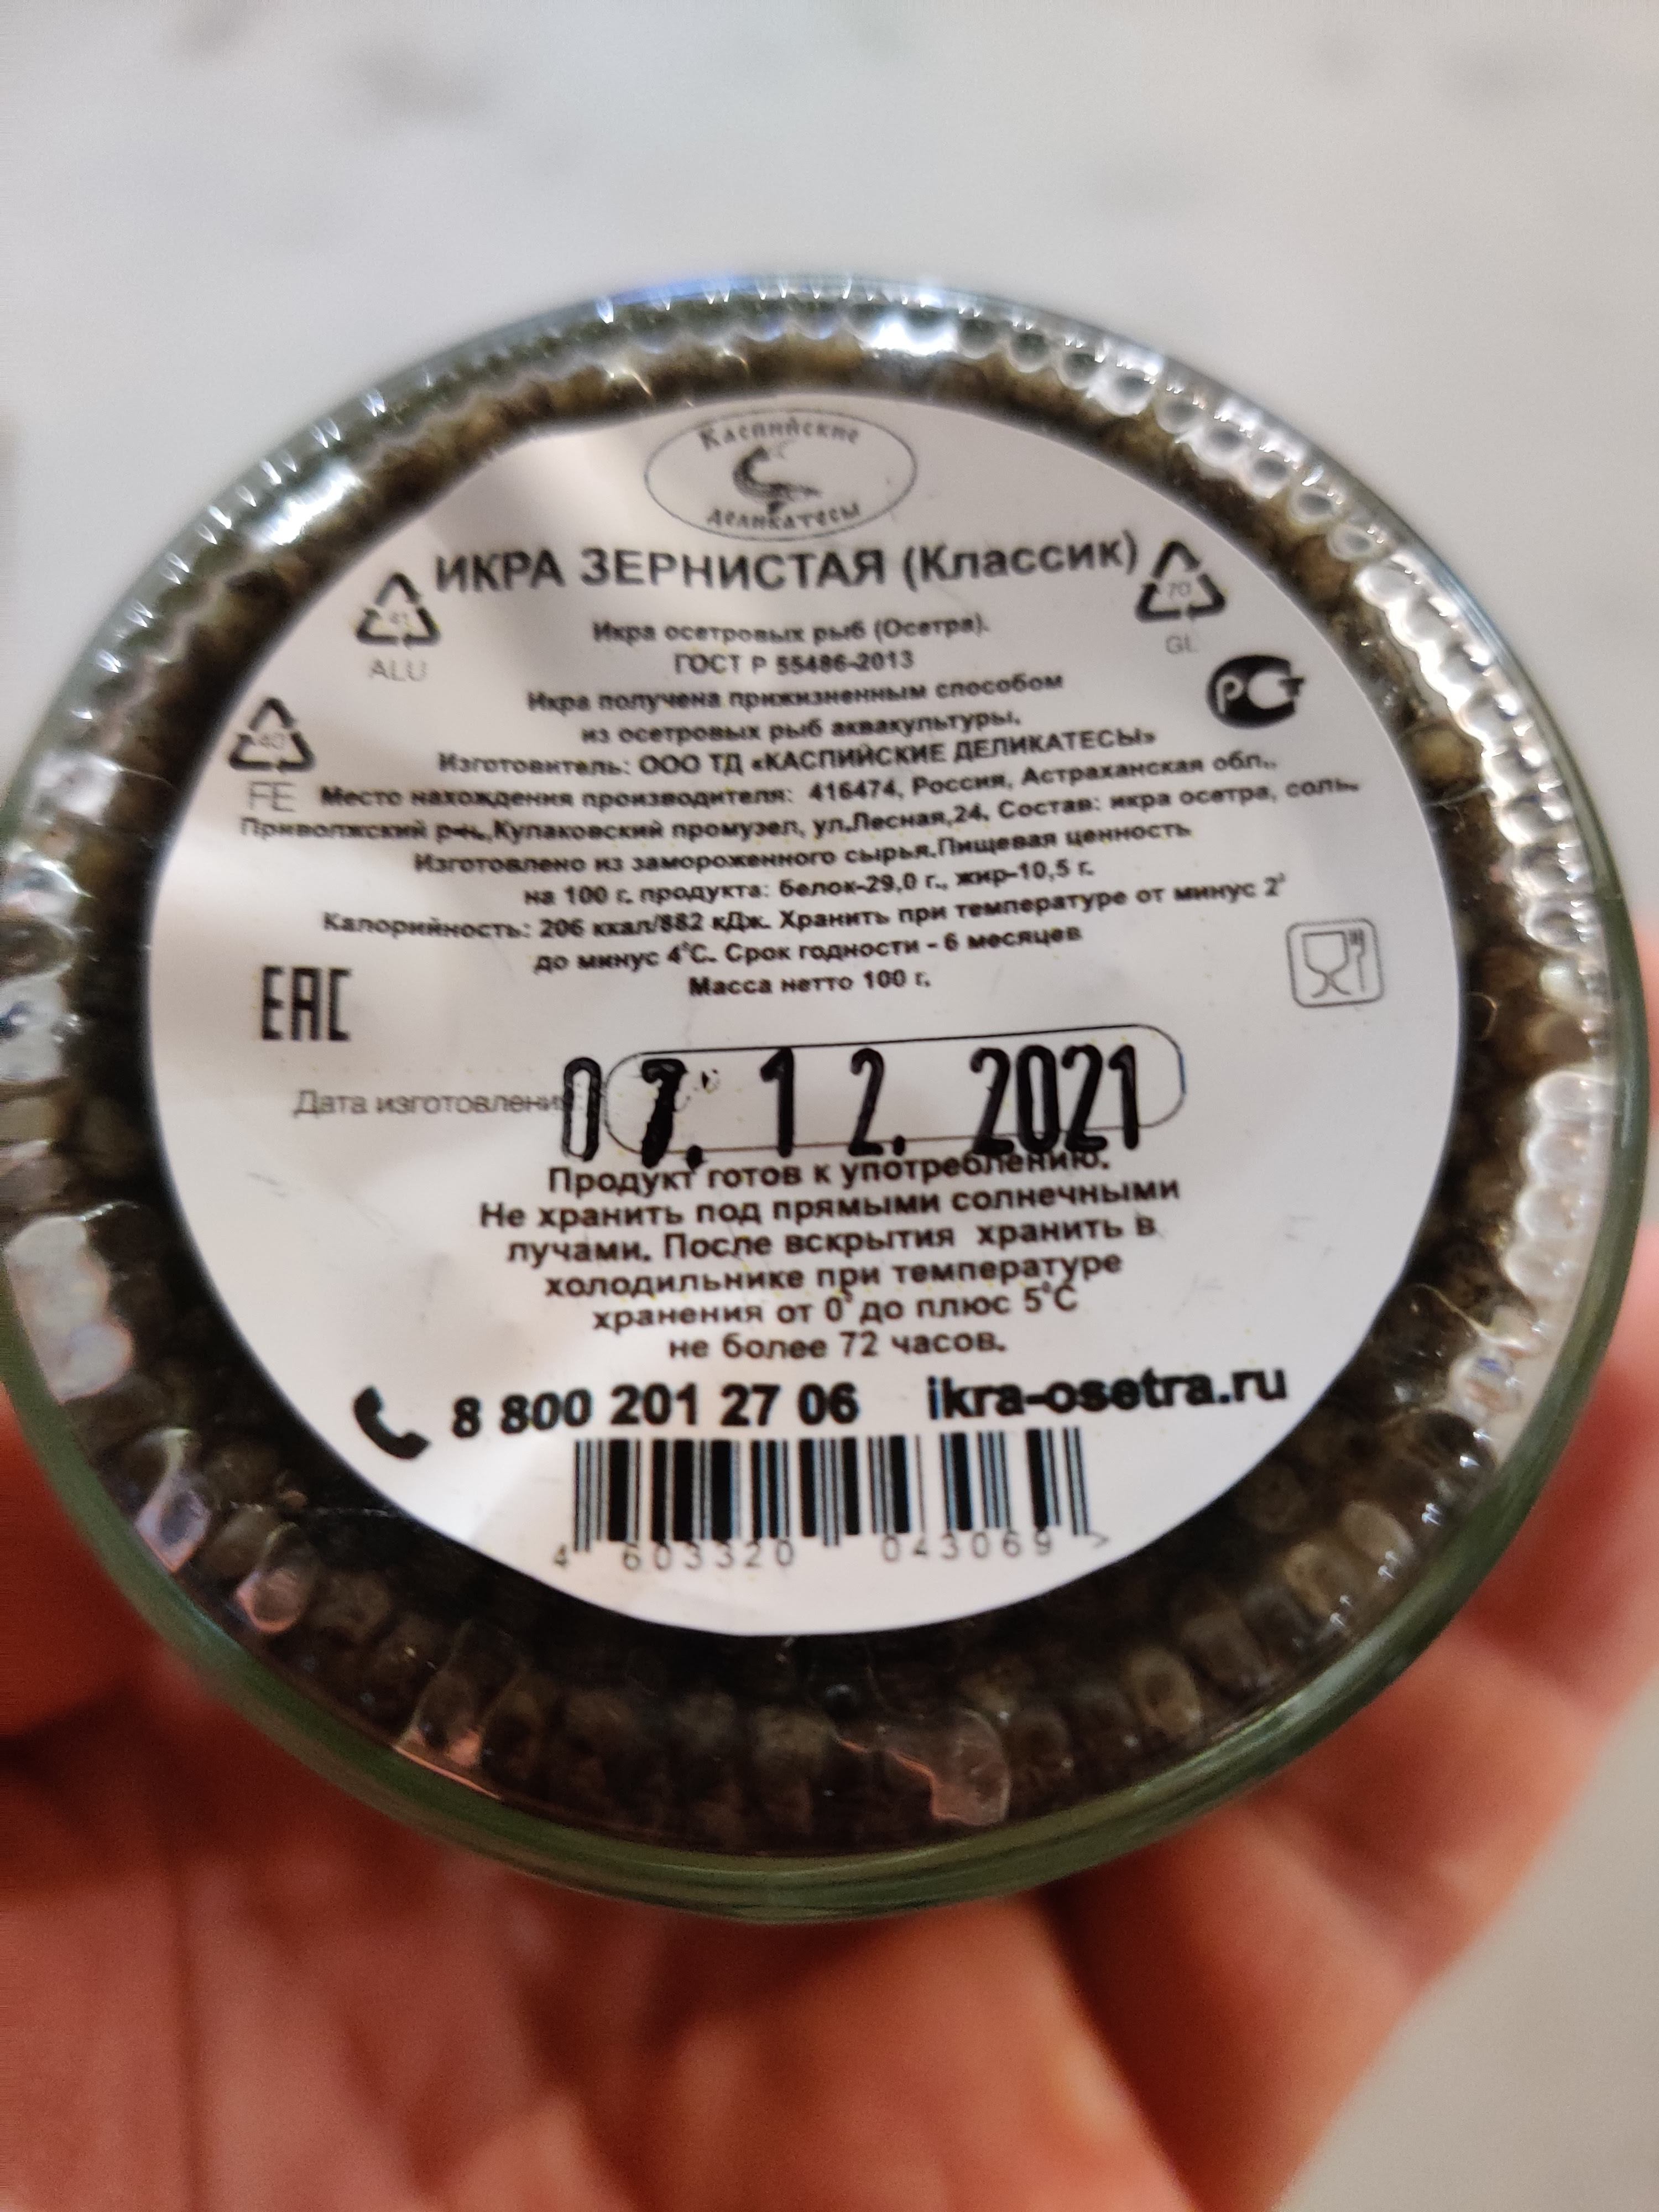 Каспийские
деликатесы
ИКРА ЗЕРНИСТАЯ (Классик)
41
ALU
70
GL
Икра осетровых рыб (Осетра).
ГОСТ Р 55486-2013
Икра получена прижизненным способом
РСТ
из осетровых рыб аквакультуры.
40
FE
Изготовитель: ООО ТД «КАСПИЙСКИЕ ДЕЛИКАТЕСЫ»
Место нахождения производителя: 416474, Россия, Астраханская обл.,
Приволжский р-н.,Кулаковский промузел, ул.Лесная,24. Состав: икра осетра, соль.
Изготовлено из замороженного сырья.Пищевая ценность
на 100 г. продукта: белок-29,0 г., жир-10,5 г.
Калорийность: 206 ккал/882 кДж. Хранить при температуре от минус 2°
до минус 4°С. Срок годности - 6 месяцев
Масса нетто 100 г.
EAC
Дата изготовления: 07. 12. 2021
Продукт готов к употреблению.
Не хранить под прямыми солнечными
лучами. После вскрытия хранить в
холодильнике при температуре
хранения от 0° до плюс 5°С
не более 72 часов.
8 800 201 27 06 ikra-osetra.ru
4 603320 043069 >